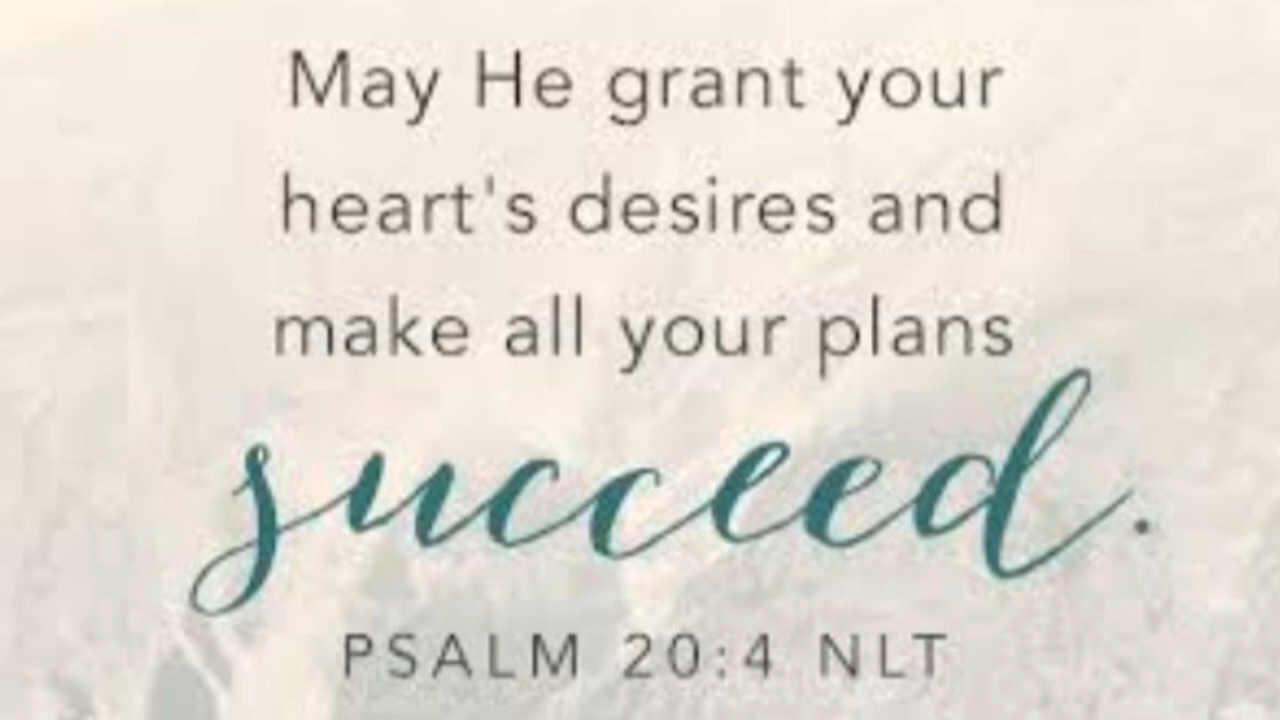 May He grant your
heart's desires and
make all your plans
succeed.
PSALM 20:4 NLT